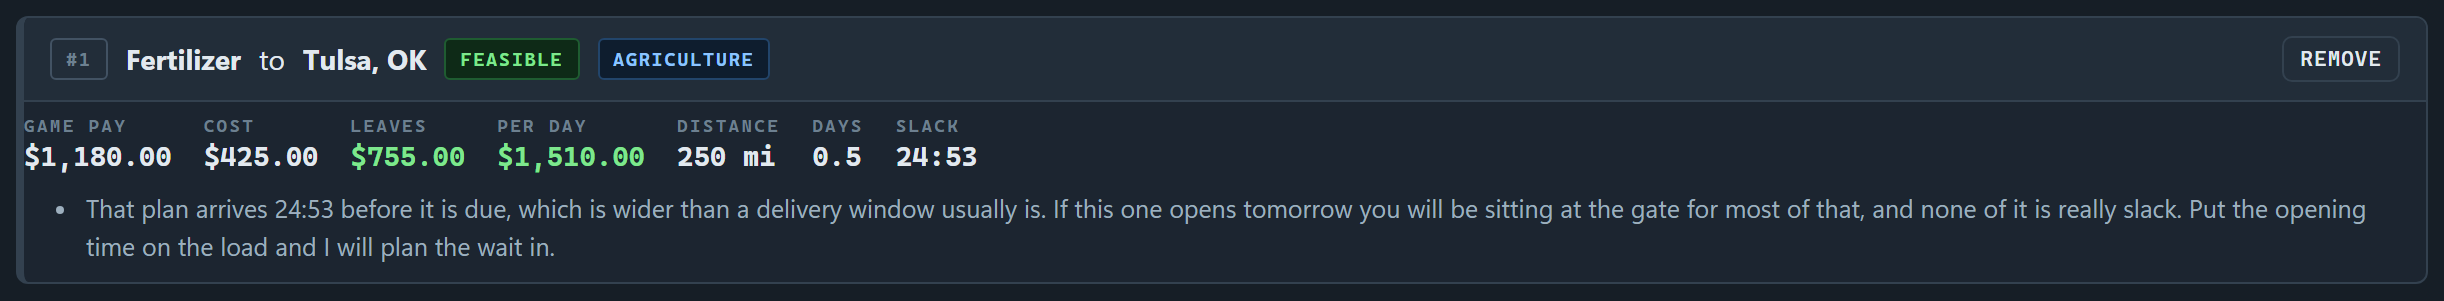 #1 Fertilizer to Tulsa, OK FEASIBLE AGRICULTURE REMOVE
GAME PAY COST LEAVES PER DAY DISTANCE DAYS SLACK
$1,180.00 $425.00 $755.00 $1,510.00 250 mi 0.5 24:53
• That plan arrives 24:53 before it is due, which is wider than a delivery window usually is. If this one opens tomorrow you will be sitting at the gate for most of that, and none of it is really slack. Put the opening
time on the load and I will plan the wait in.